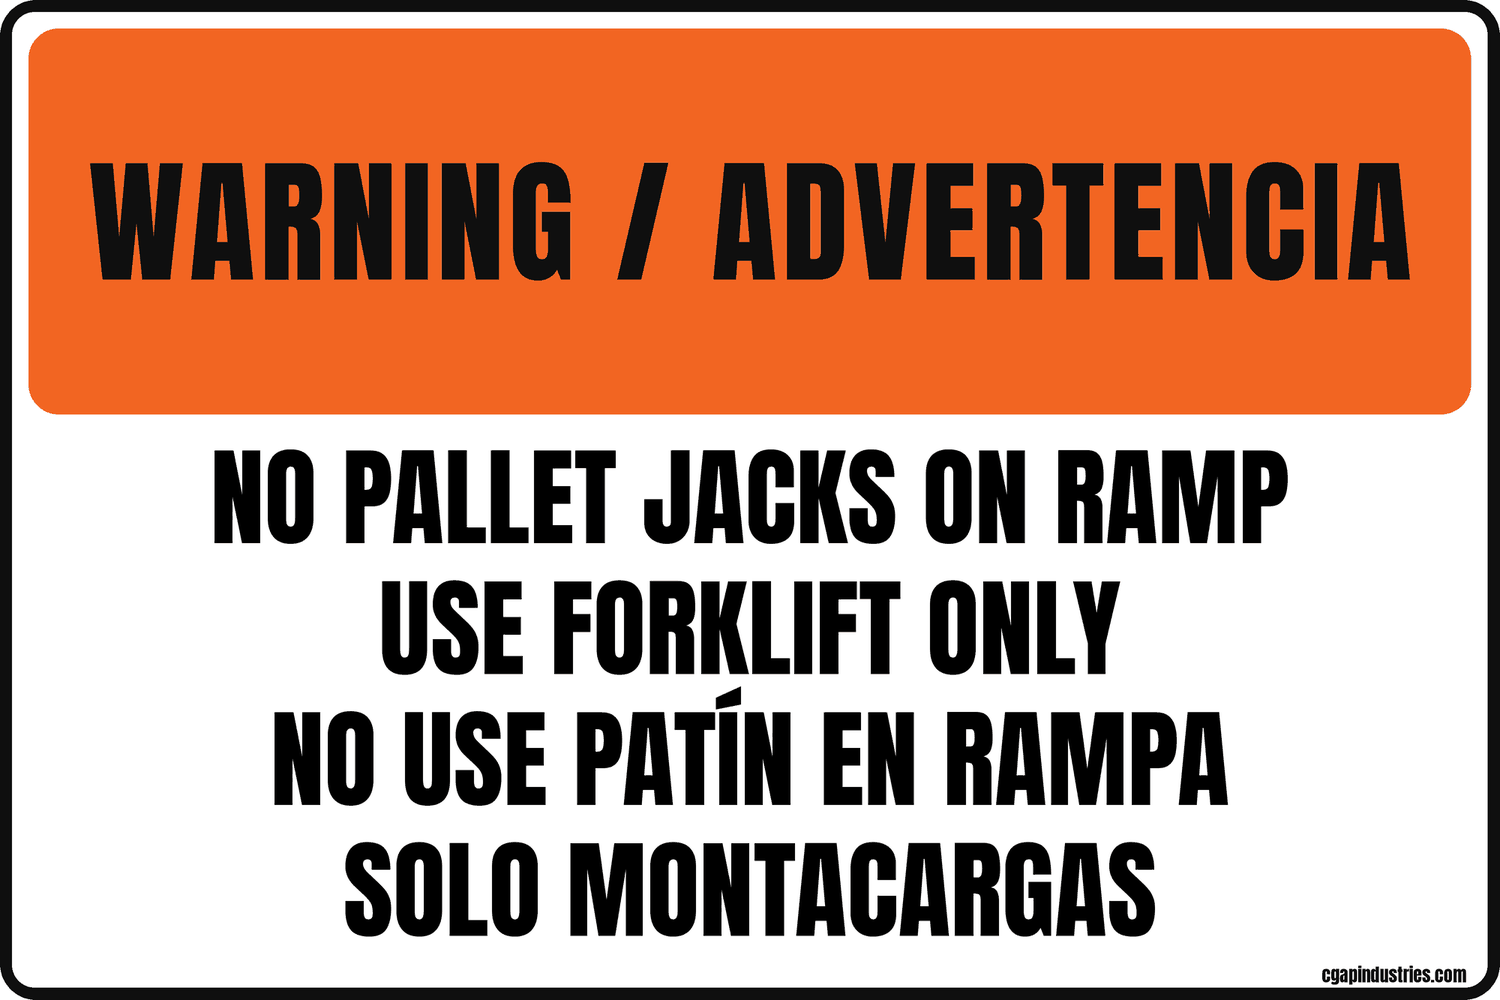 WARNING / ADVERTENCIA
NO PALLET JACKS ON RAMP
USE FORKLIFT ONLY
NO USE PATÍN EN RAMPA
SOLO MONTACARGAS
cgapindustries.com